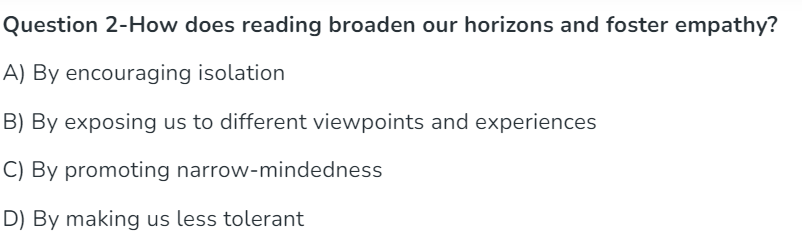 Question 2-How does reading broaden our horizons and foster empathy?
A) By encouraging isolation
B) By exposing us to different viewpoints and experiences
C) By promoting narrow-mindedness
D) By making us less tolerant